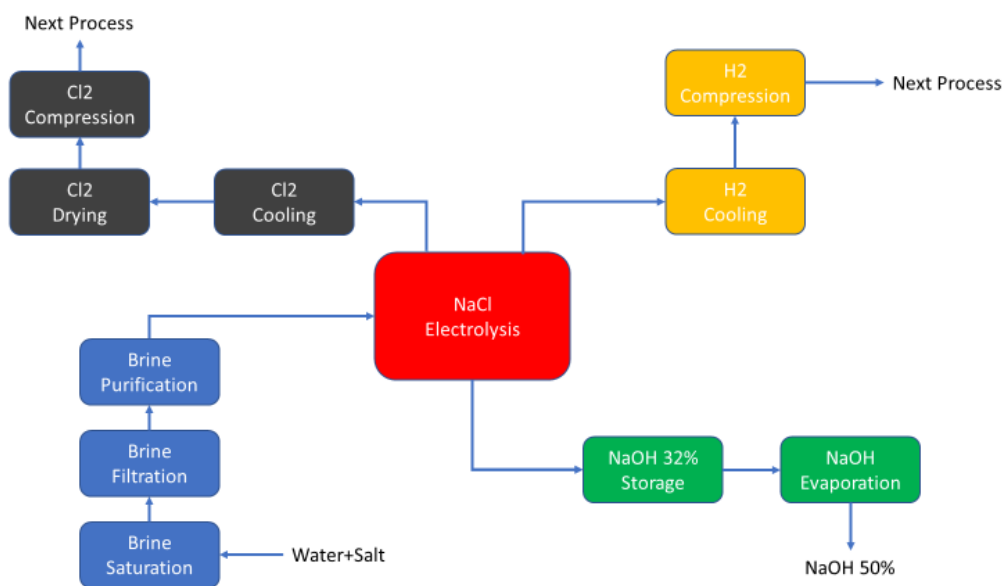 Next Process
Cl2
Compression
H2
Compression
Next Process
Cl2
Drying
Cl2
Cooling
H2
Cooling
NaCl
Electrolysis
Brine
Purification
Brine
Filtration
NaOH 32%
Storage
NaOH
Evaporation
Brine
Saturation
Water+Salt
NaOH 50%